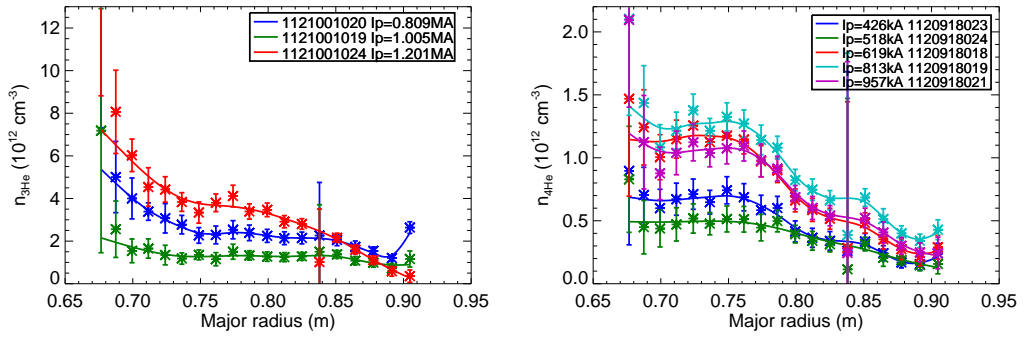 1121001020 Ip=0.809MA
1121001019 Ip=1.005MA
1121001024 Ip=1.201MA
n3He (10^12 cm^-3)
12
10
8
6
4
2
0
0.65 0.70 0.75 0.80 0.85 0.90 0.95
Major radius (m)
Ip=426kA 1120918023
Ip=518kA 1120918024
Ip=619kA 1120918018
Ip=813kA 1120918019
Ip=957kA 1120918021
n4He (10^12 cm^-3)
2.0
1.5
1.0
0.5
0.0
0.65 0.70 0.75 0.80 0.85 0.90 0.95
Major radius (m)